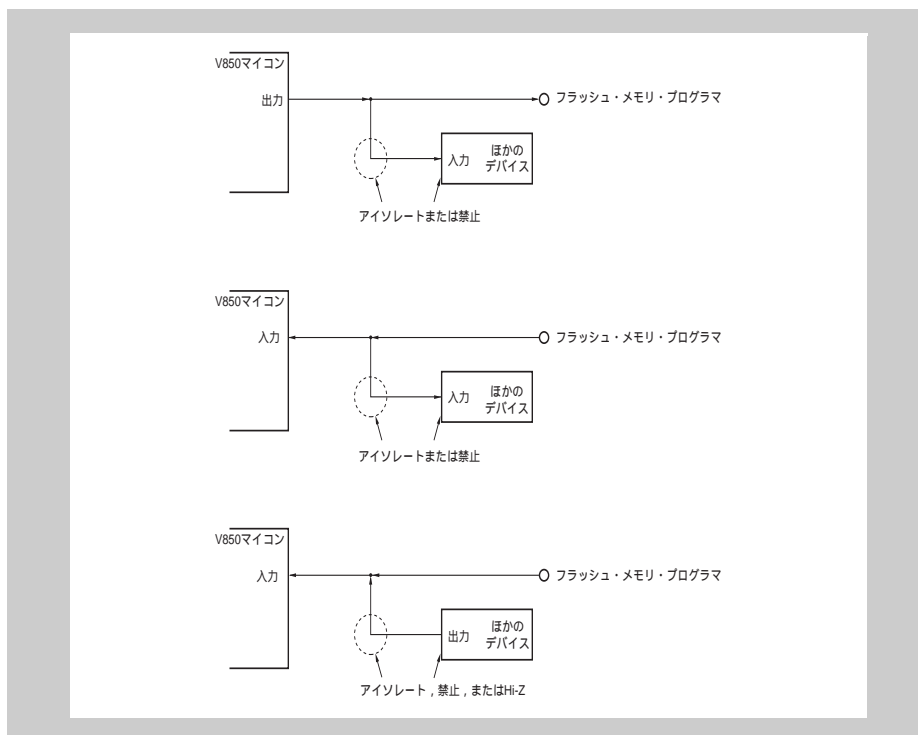 V850マイコン
出力
フラッシュ・メモリ・プログラマ
入力
ほかの
デバイス
アイソレートまたは禁止
V850マイコン
入力
フラッシュ・メモリ・プログラマ
入力
ほかの
デバイス
アイソレートまたは禁止
V850マイコン
入力
フラッシュ・メモリ・プログラマ
出力
ほかの
デバイス
アイソレート , 禁止 , またはHi-Z